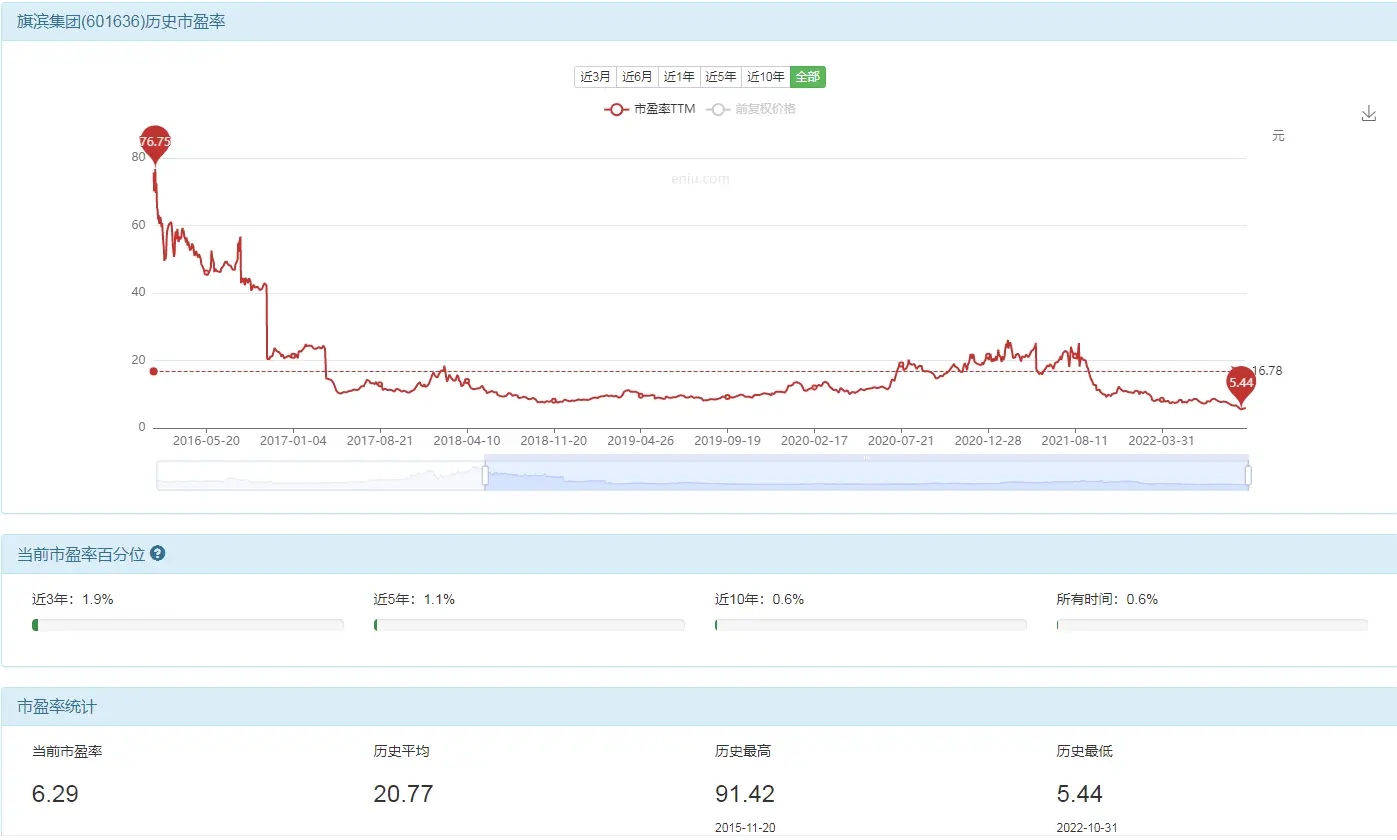 旗滨集团(601636)历史市盈率
近3月 近6月 近1年 近5年 近10年 全部
市盈率TTM 前复权价格
元
76.75
80
eniu.com
60
40
20
16.78
5.44
0
2016-05-20 2017-01-04 2017-08-21 2018-04-10 2018-11-20 2019-04-26 2019-09-19 2020-02-17 2020-07-21 2020-12-28 2021-08-11 2022-03-31
当前市盈率百分位 ?
近3年：1.9% 近5年：1.1% 近10年：0.6% 所有时间：0.6%
市盈率统计
当前市盈率 历史平均 历史最高 历史最低
6.29 20.77 91.42 5.44
2015-11-20 2022-10-31